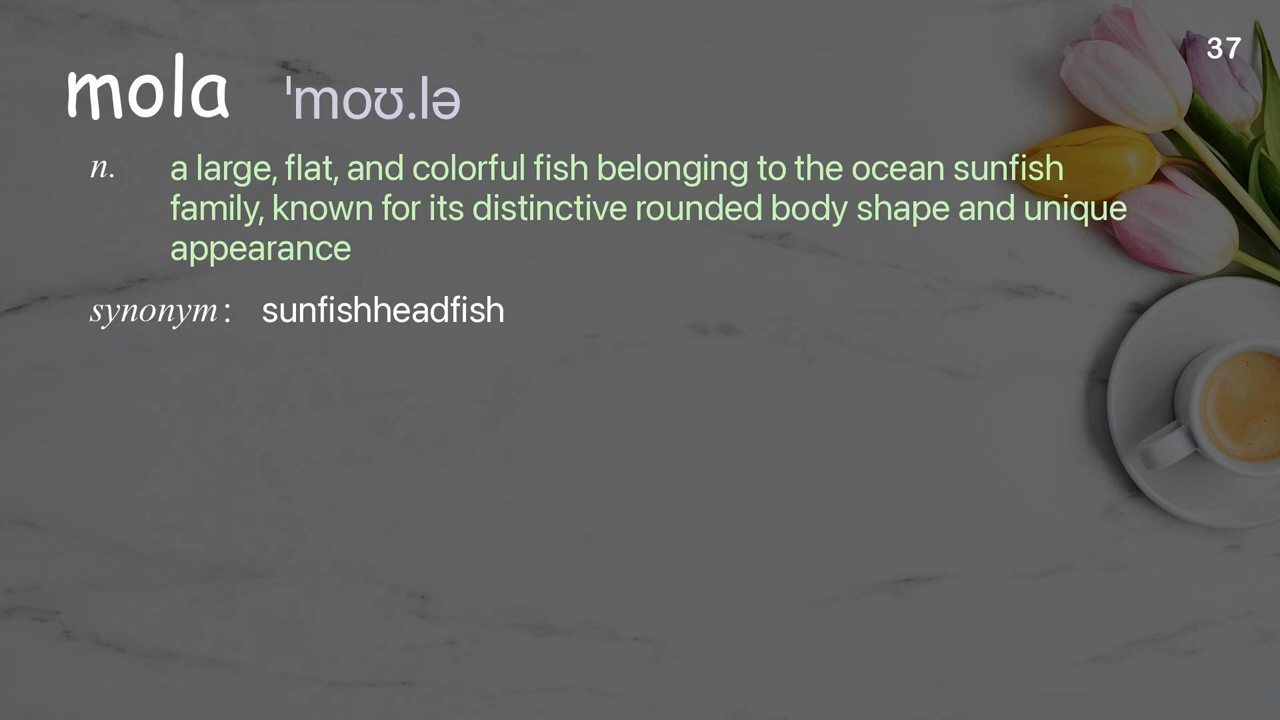 37
mola ˈmoʊ.lə
n. a large, flat, and colorful fish belonging to the ocean sunfish
family, known for its distinctive rounded body shape and unique
appearance
synonym: sunfishheadfish